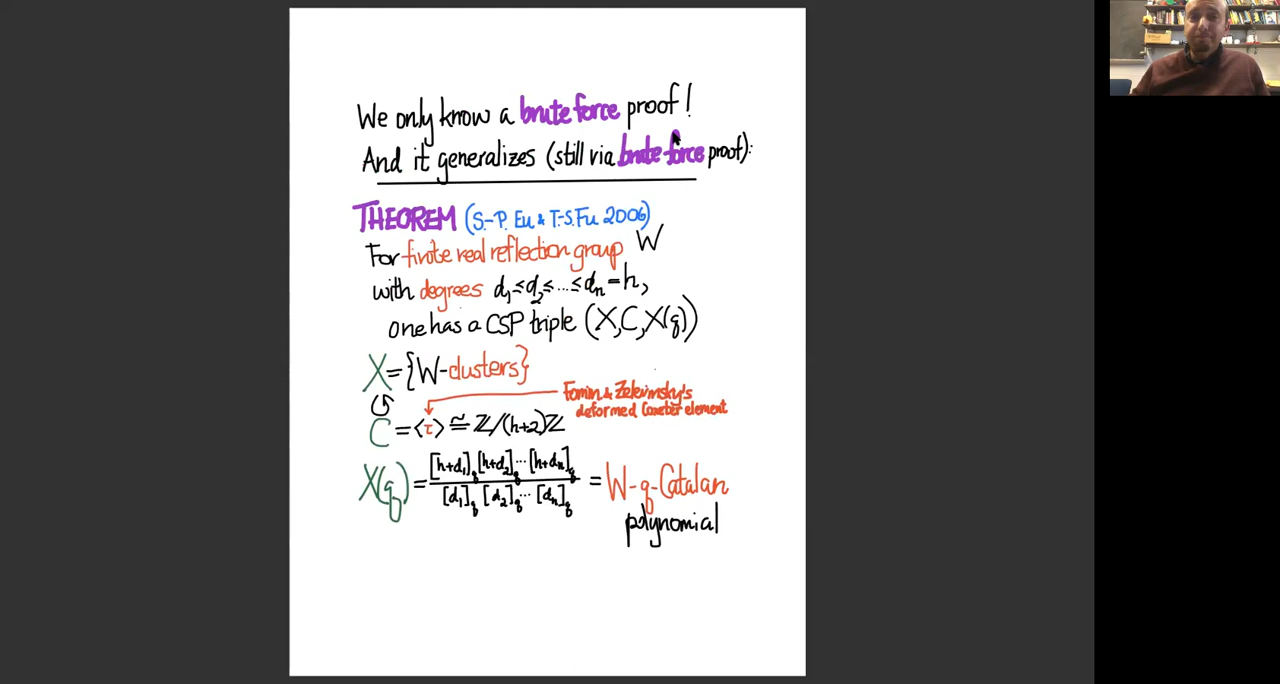 We only know a brute force proof!
And it generalizes (still via brute force proof):
THEOREM (S.-P. Eu & T.-S. Fu 2006)
For finite real reflection group W
with degrees d₁≤d₂≤...≤dₙ=h,
one has a CSP triple (X,C,X(q))
X={W-clusters}
Fomin & Zelevinsky's
deformed Coxeter element
C=⟨τ⟩≅ℤ/(h+2)ℤ
X(q)=[h+d₁]_q[h+d₂]_q...[h+dₙ]_q/[d₁]_q[d₂]_q...[dₙ]_q=W-q-Catalan
polynomial